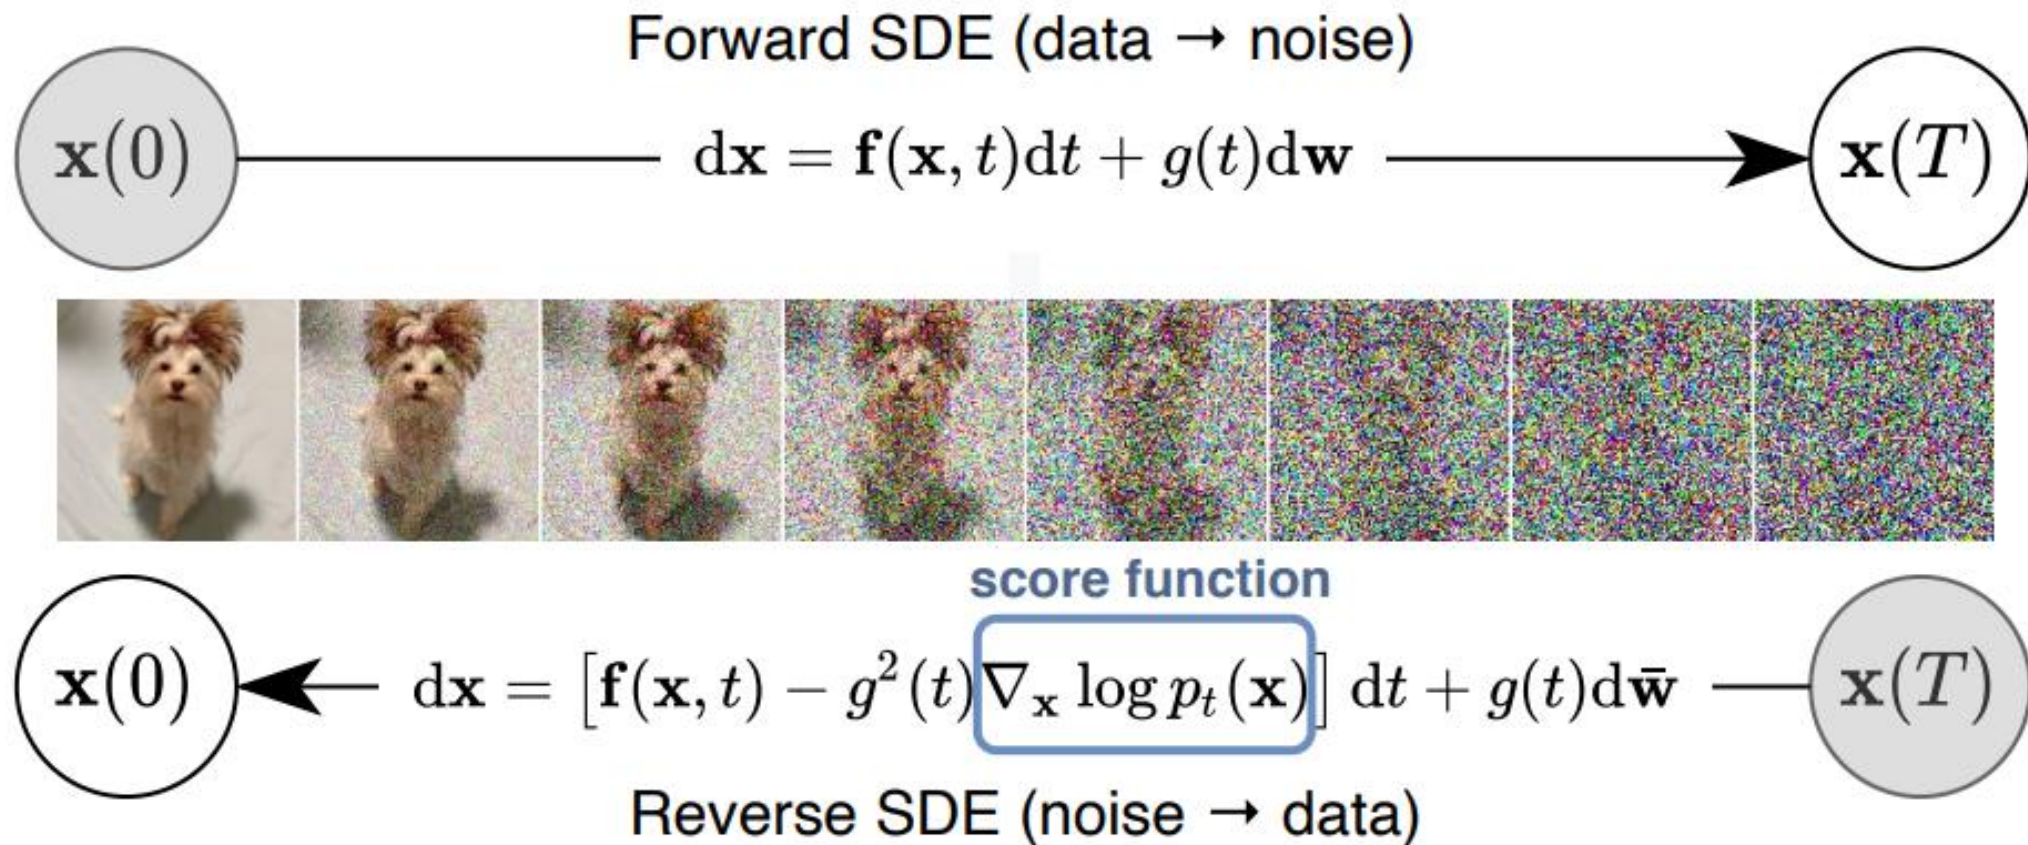 Forward SDE (data → noise)
x(0) dx = f(x, t)dt + g(t)dw x(T)
score function
x(0) dx = [f(x, t) − g²(t)∇ₓ log pₜ(x)] dt + g(t)dw̄ x(T)
Reverse SDE (noise → data)